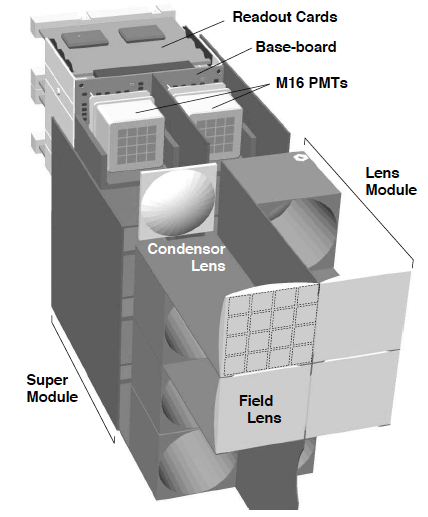 Readout Cards
Base-board
M16 PMTs
Lens
Module
Condensor
Lens
Super
Module
Field
Lens